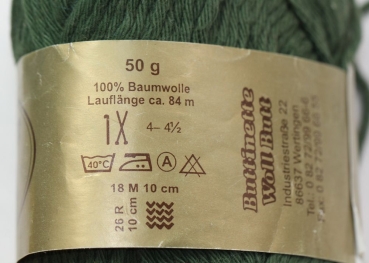 50 g
100% Baumwolle
Lauflänge ca. 84 m
4– 4½
40°C A
18 M 10 cm
26 R
10 cm
Buttinette
Woll Butt
Industriestraße 22
86637 Wertingen